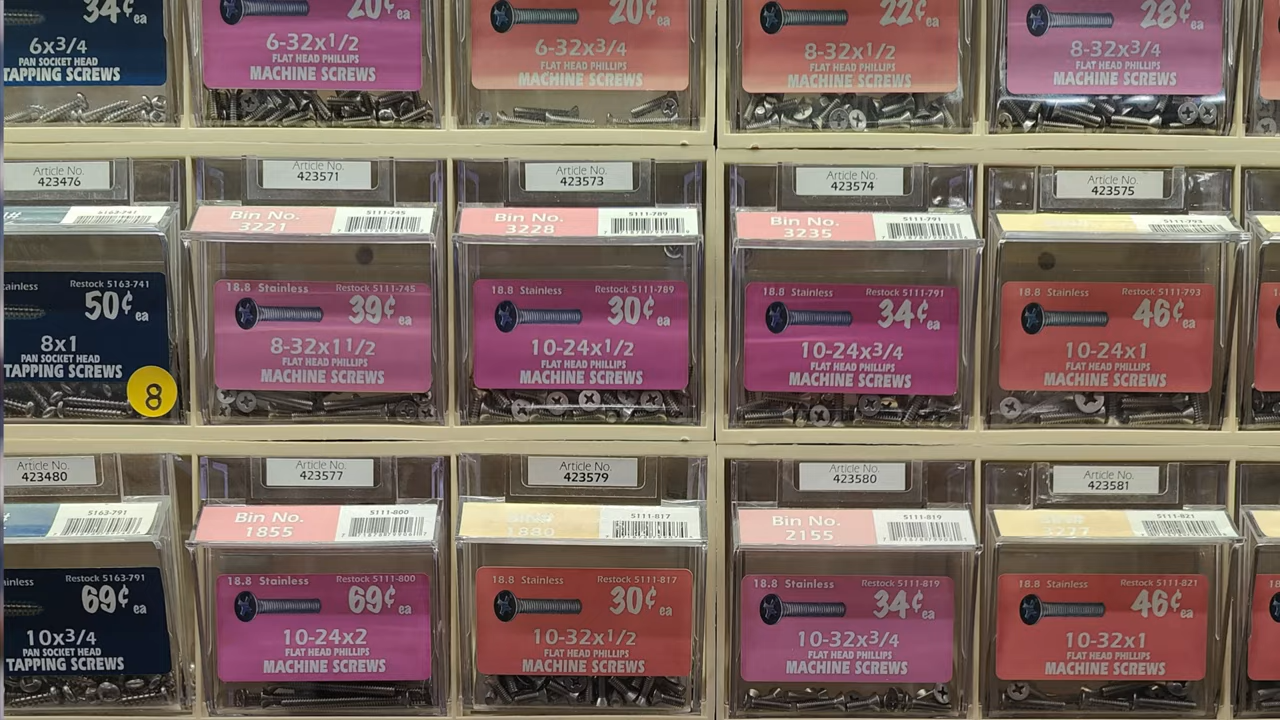 34¢ ea
6x3/4
PAN SOCKET HEAD
TAPPING SCREWS
20¢ ea
6-32x1/2
FLAT HEAD PHILLIPS
MACHINE SCREWS
20¢ ea
6-32x3/4
FLAT HEAD PHILLIPS
MACHINE SCREWS
22¢ ea
8-32x1/2
FLAT HEAD PHILLIPS
MACHINE SCREWS
28¢ ea
8-32x3/4
FLAT HEAD PHILLIPS
MACHINE SCREWS
Article No.
423476
6163-741
Restock 5163-741
50¢ ea
8x1
PAN SOCKET HEAD
TAPPING SCREWS
8
Article No.
423571
Bin No.
3221
5111-745
18.8 Stainless Restock 5111-745
39¢ ea
8-32x1 1/2
FLAT HEAD PHILLIPS
MACHINE SCREWS
Article No.
423573
Bin No.
3228
5111-789
18.8 Stainless Restock 5111-789
30¢ ea
10-24x1/2
FLAT HEAD PHILLIPS
MACHINE SCREWS
Article No.
423574
Bin No.
3235
5111-791
18.8 Stainless Restock 5111-791
34¢ ea
10-24x3/4
FLAT HEAD PHILLIPS
MACHINE SCREWS
Article No.
423575
5111-793
18.8 Stainless Restock 5111-793
46¢ ea
10-24x1
FLAT HEAD PHILLIPS
MACHINE SCREWS
Article No.
423480
5163-791
Restock 5163-791
69¢ ea
10x3/4
PAN SOCKET HEAD
TAPPING SCREWS
Article No.
423577
Bin No.
1855
5111-800
18.8 Stainless Restock 5111-800
69¢ ea
10-24x2
FLAT HEAD PHILLIPS
MACHINE SCREWS
Article No.
423579
1880
5111-817
18.8 Stainless Restock 5111-817
30¢ ea
10-32x1/2
FLAT HEAD PHILLIPS
MACHINE SCREWS
Article No.
423580
Bin No.
2155
5111-819
18.8 Stainless Restock 5111-819
34¢ ea
10-32x3/4
FLAT HEAD PHILLIPS
MACHINE SCREWS
Article No.
423581
5111-821
18.8 Stainless Restock 5111-821
46¢ ea
10-32x1
FLAT HEAD PHILLIPS
MACHINE SCREWS